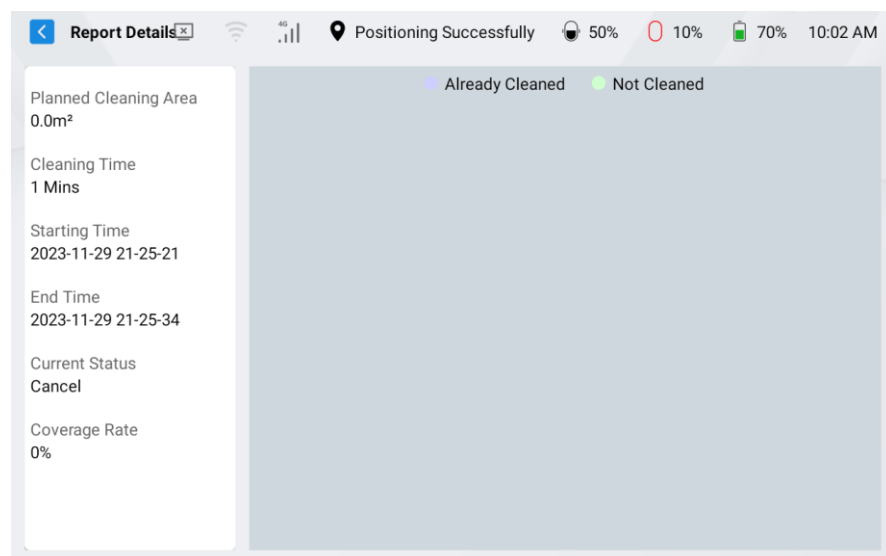 Report Details
4G
Positioning Successfully
50%
10%
70%
10:02 AM
Planned Cleaning Area
0.0m²
Cleaning Time
1 Mins
Starting Time
2023-11-29 21-25-21
End Time
2023-11-29 21-25-34
Current Status
Cancel
Coverage Rate
0%
Already Cleaned
Not Cleaned